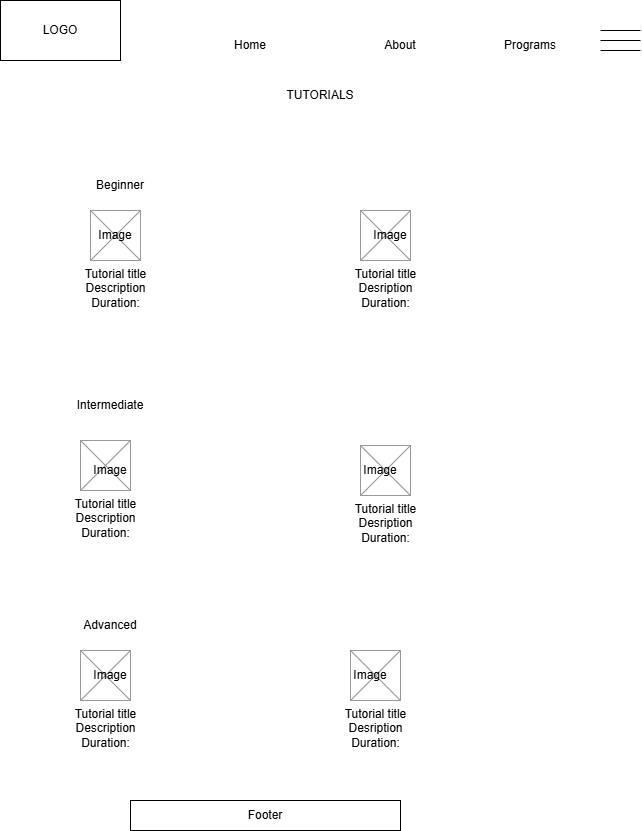 LOGO
Home
About
Programs
TUTORIALS
Beginner
Image
Image
Tutorial title
Description
Duration:
Tutorial title
Desription
Duration:
Intermediate
Image
Image
Tutorial title
Description
Duration:
Tutorial title
Desription
Duration:
Advanced
Image
Image
Tutorial title
Description
Duration:
Tutorial title
Description
Duration:
Footer